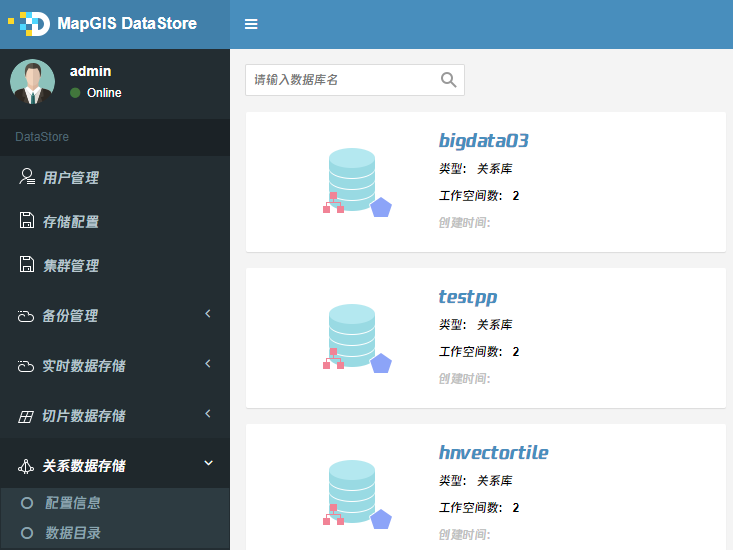 MapGIS DataStore
admin
Online
DataStore
用户管理
存储配置
集群管理
备份管理
实时数据存储
切片数据存储
关系数据存储
配置信息
数据目录
请输入数据库名
bigdata03
类型： 关系库
工作空间数： 2
创建时间：
testpp
类型： 关系库
工作空间数： 2
创建时间：
hnvectortile
类型： 关系库
工作空间数： 2
创建时间：